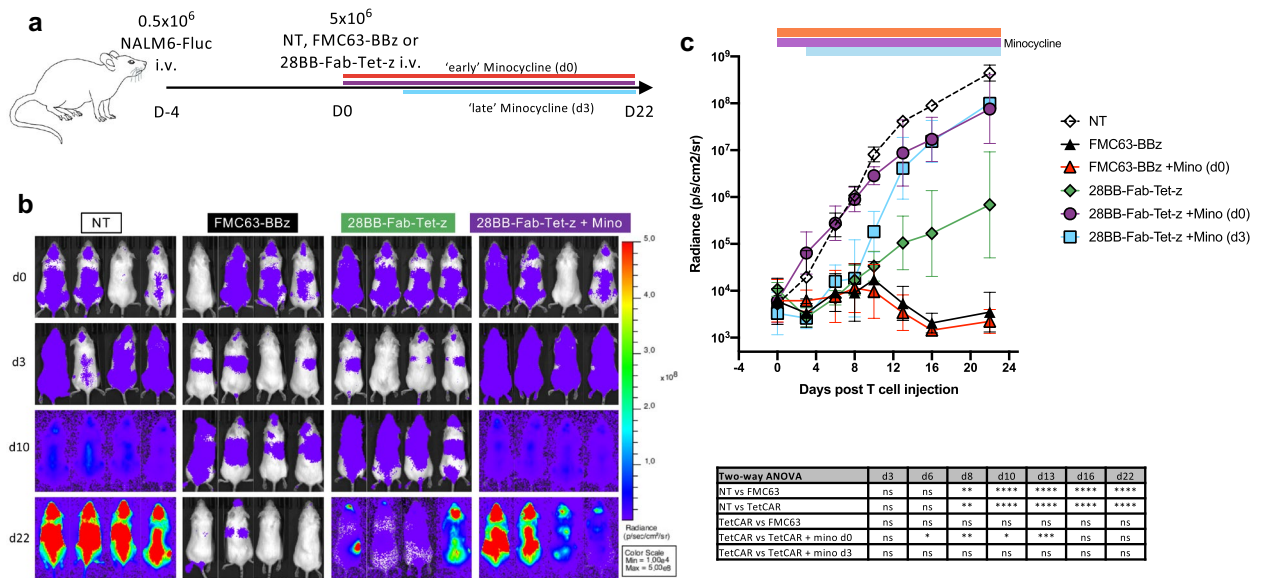 a
0.5x10⁶
NALM6-Fluc
i.v.
5x10⁶
NT, FMC63-BBz or
28BB-Fab-Tet-z i.v.
'early' Minocycline (d0)
'late' Minocycline (d3)
D-4
D0
D22
b
NT
FMC63-BBz
28BB-Fab-Tet-z
28BB-Fab-Tet-z + Mino
d0
d3
d10
d22
5.0
4.0
3.0
x10⁸
2.0
1.0
Radiance
(p/sec/cm²/sr)
Color Scale
Min = 1.00e4
Max = 5.00e8
c
Minocycline
Radiance (p/s/cm2/sr)
10⁹
10⁸
10⁷
10⁶
10⁵
10⁴
10³
-4 0 4 8 12 16 20 24
Days post T cell injection
NT
FMC63-BBz
FMC63-BBz +Mino (d0)
28BB-Fab-Tet-z
28BB-Fab-Tet-z +Mino (d0)
28BB-Fab-Tet-z +Mino (d3)
Two-way ANOVA d3 d6 d8 d10 d13 d16 d22
NT vs FMC63 ns ns ** **** **** **** ****
NT vs TetCAR ns ns ** **** **** **** ****
TetCAR vs FMC63 ns ns ns ns ns ns ns
TetCAR vs TetCAR + mino d0 ns * ** * *** ns ns
TetCAR vs TetCAR + mino d3 ns ns ns ns ns ns ns